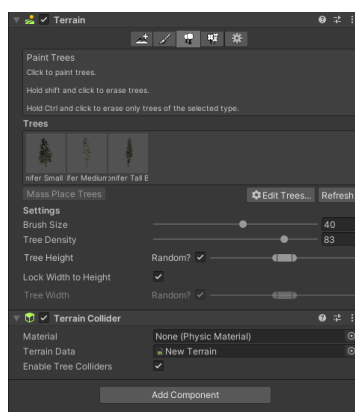 Terrain
Paint Trees
Click to paint trees.
Hold shift and click to erase trees.
Hold Ctrl and click to erase only trees of the selected type.
Trees
nifer Small ifer Medium onifer Tall B
Mass Place Trees Edit Trees... Refresh
Settings
Brush Size 40
Tree Density 83
Tree Height Random?
Lock Width to Height
Tree Width Random?
Terrain Collider
Material None (Physic Material)
Terrain Data New Terrain
Enable Tree Colliders
Add Component